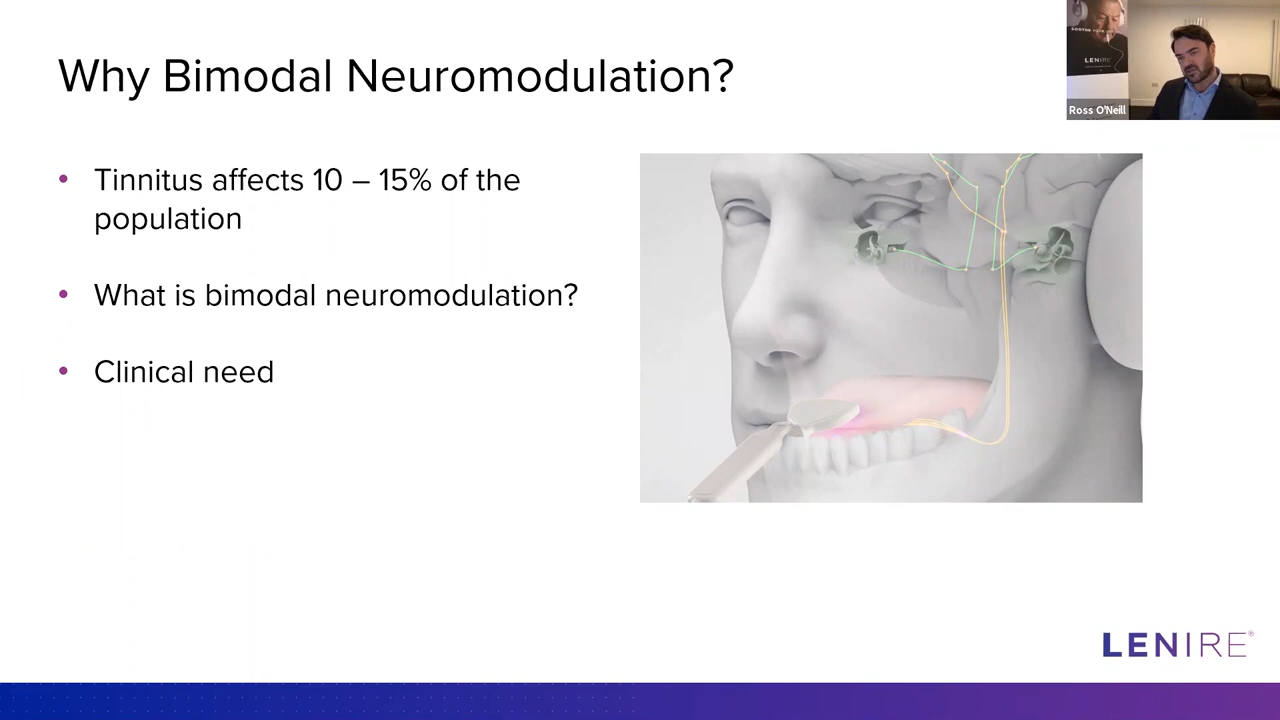 Why Bimodal Neuromodulation?
• Tinnitus affects 10 – 15% of the
population
• What is bimodal neuromodulation?
• Clinical need
LENIRE
Ross O'Neill
LENIRE®